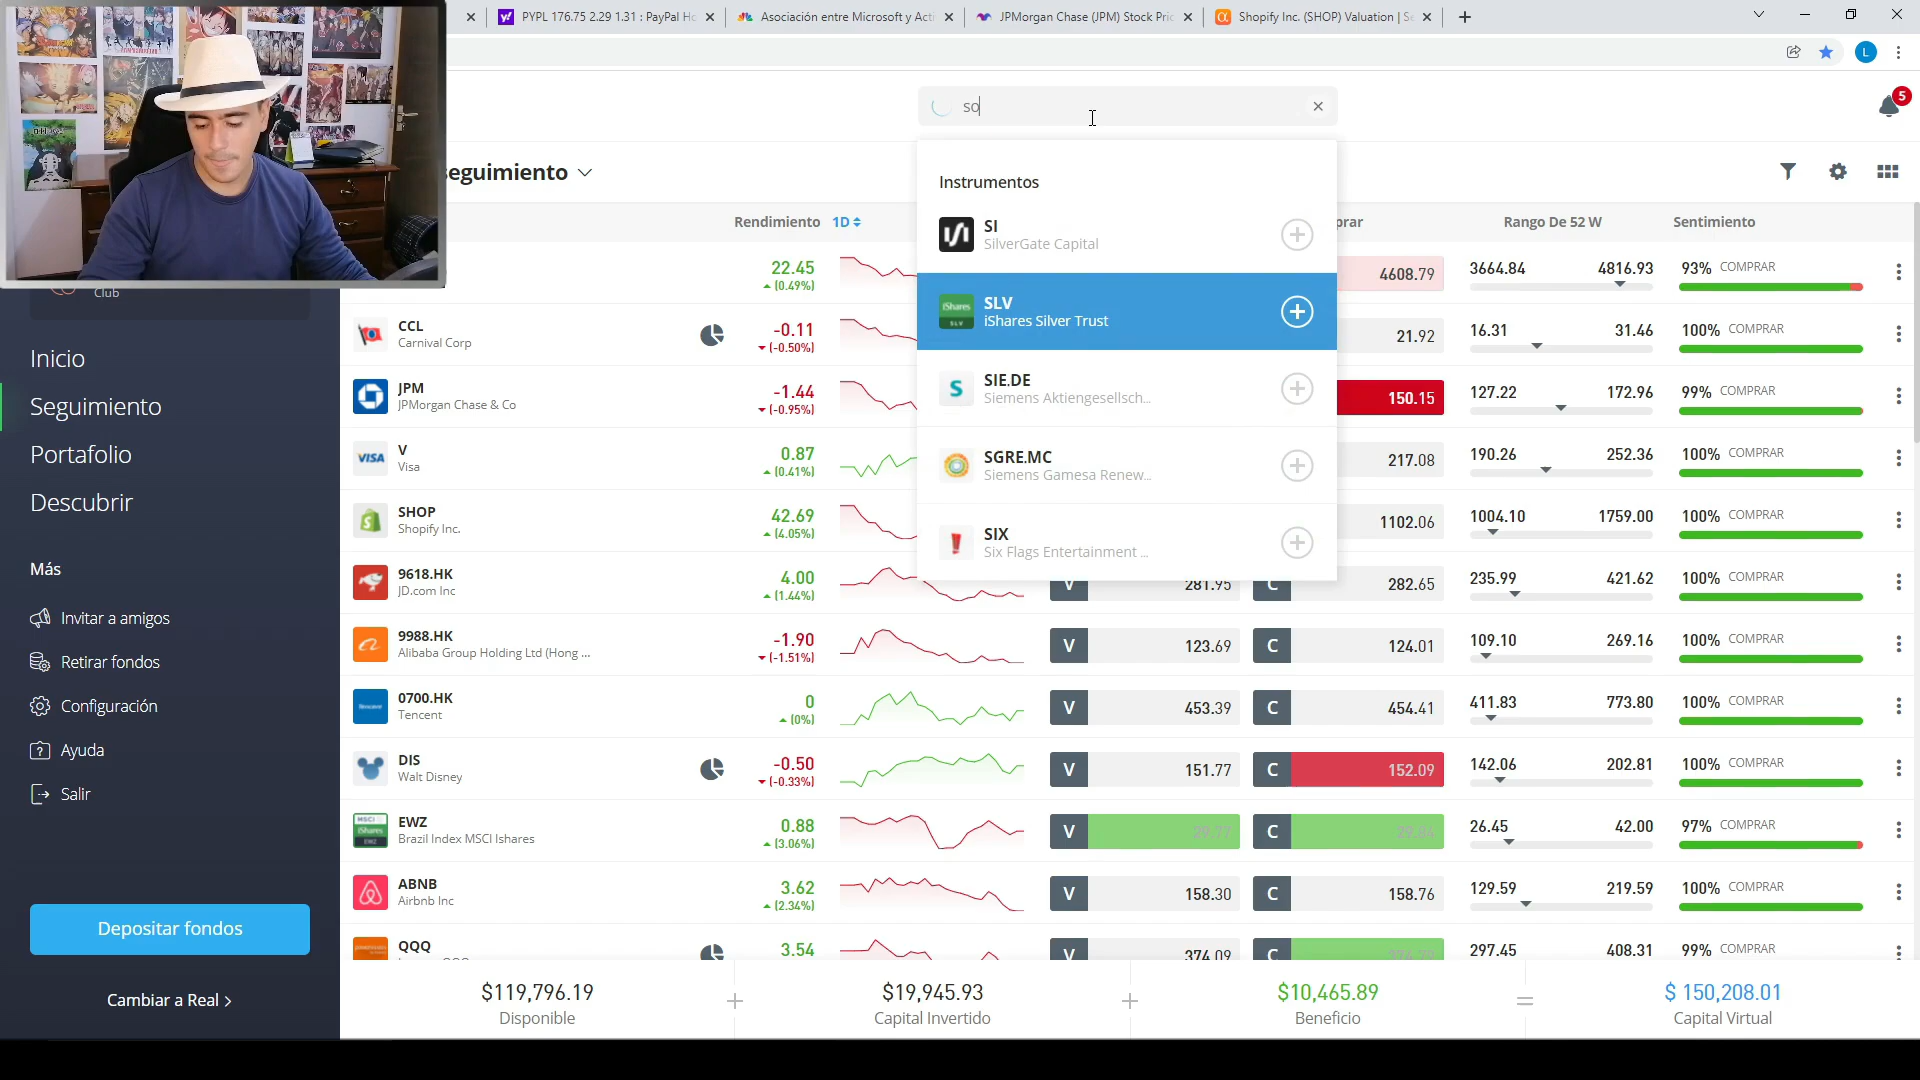 PYPL 176.75 2.29 1.31 : PayPal Ho
Asociación entre Microsoft y Acti
JPMorgan Chase (JPM) Stock Pric
Shopify Inc. (SHOP) Valuation | Se
L
so
5
eguimiento
Rendimiento 1D
prar
Rango De 52 W
Sentimiento
Instrumentos
SI
SilverGate Capital
SLV
iShares Silver Trust
SIE.DE
Siemens Aktiengesellsch...
SGRE.MC
Siemens Gamesa Renew...
SIX
Six Flags Entertainment ...
Club
Inicio
Seguimiento
Portafolio
Descubrir
Más
Invitar a amigos
Retirar fondos
Configuración
Ayuda
Salir
Depositar fondos
Cambiar a Real >
22.45
(0.49%)
4608.79
3664.84 4816.93
93% COMPRAR
CCL
Carnival Corp
-0.11
(-0.50%)
21.92
16.31 31.46
100% COMPRAR
JPM
JPMorgan Chase & Co
-1.44
(-0.95%)
150.15
127.22 172.96
99% COMPRAR
VISA
V
Visa
0.87
(0.41%)
217.08
190.26 252.36
100% COMPRAR
SHOP
Shopify Inc.
42.69
(4.05%)
1102.06
1004.10 1759.00
100% COMPRAR
9618.HK
JD.com Inc
4.00
(1.44%)
V 281.95
C 282.65
235.99 421.62
100% COMPRAR
9988.HK
Alibaba Group Holding Ltd (Hong ...
-1.90
(-1.51%)
V 123.69
C 124.01
109.10 269.16
100% COMPRAR
0700.HK
Tencent
0
(0%)
V 453.39
C 454.41
411.83 773.80
100% COMPRAR
DIS
Walt Disney
-0.50
(-0.33%)
V 151.77
C 152.09
142.06 202.81
100% COMPRAR
EWZ
Brazil Index MSCI Ishares
0.88
(3.06%)
V
C
26.45 42.00
97% COMPRAR
ABNB
Airbnb Inc
3.62
(2.34%)
V 158.30
C 158.76
129.59 219.59
100% COMPRAR
QQQ
3.54
V 374.09
C
297.45 408.31
99% COMPRAR
$119,796.19
Disponible
+
$19,945.93
Capital Invertido
+
$10,465.89
Beneficio
=
$ 150,208.01
Capital Virtual